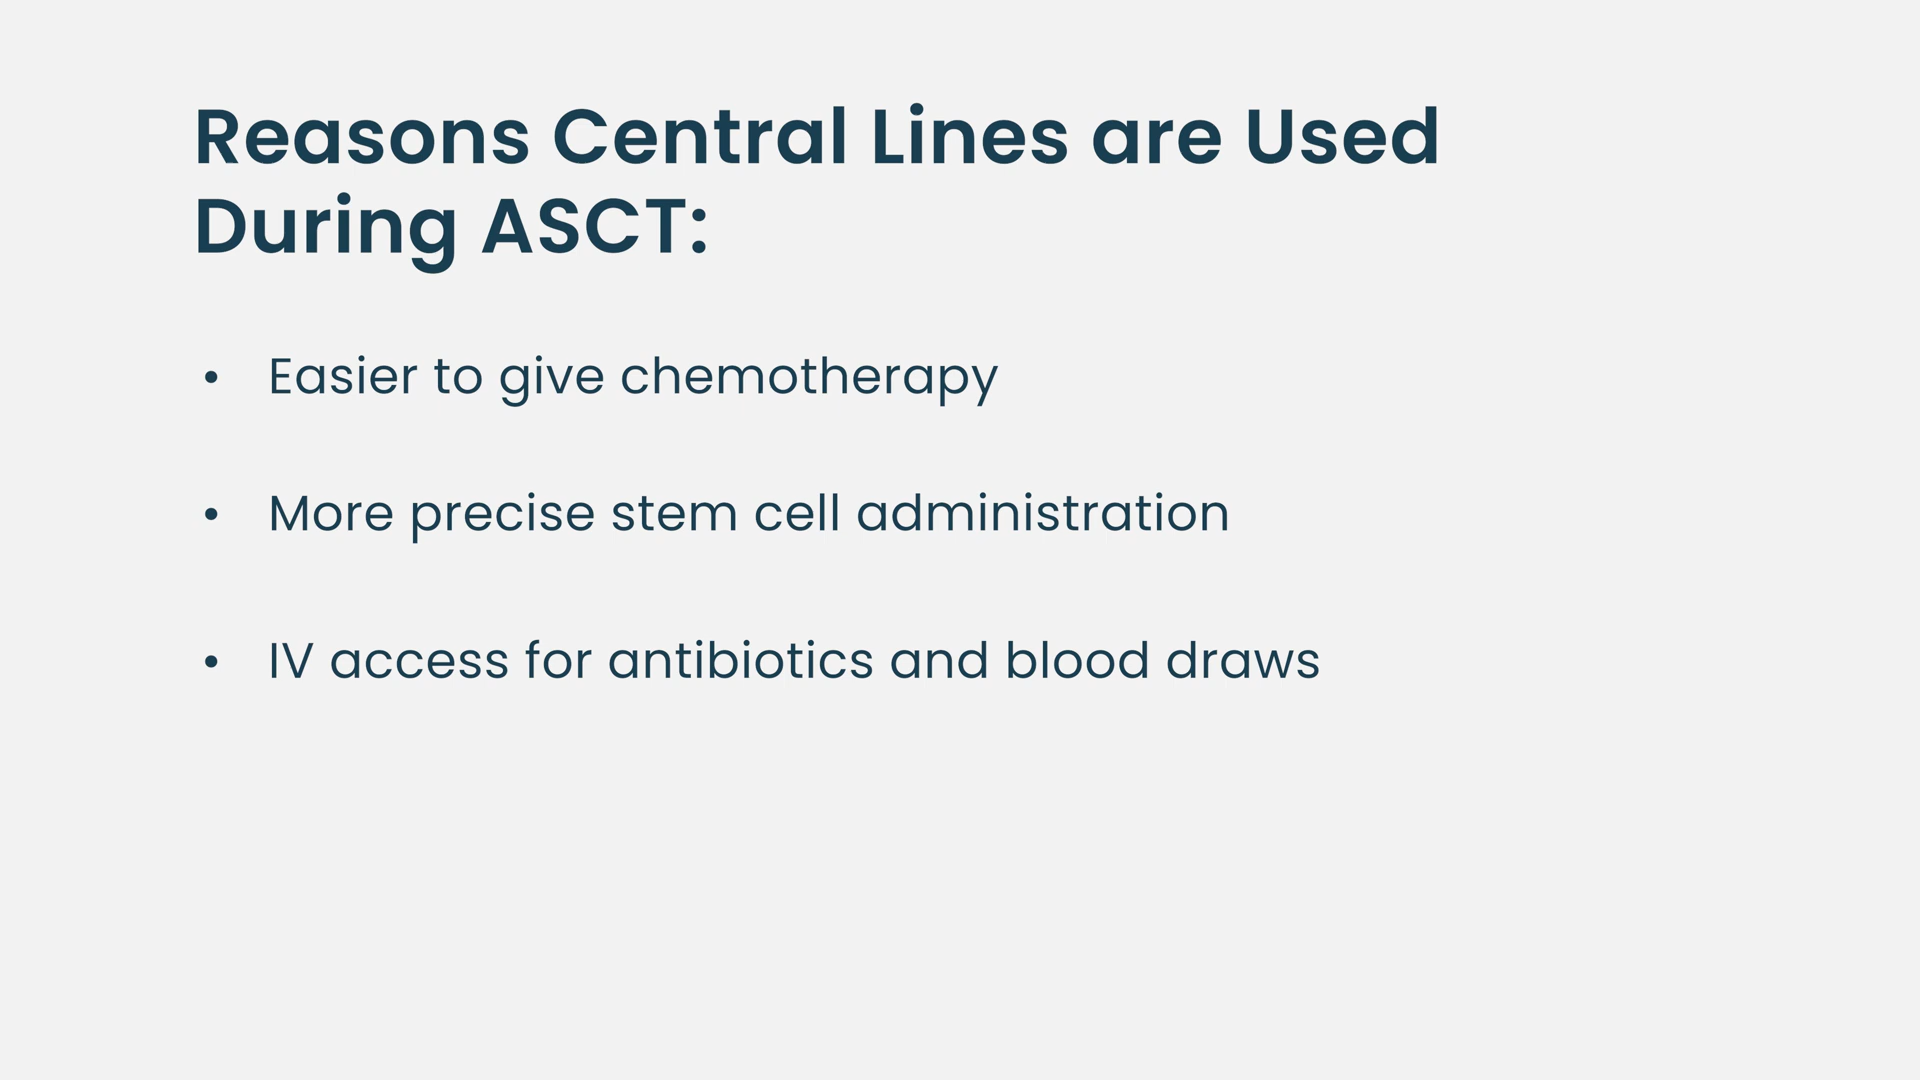 Reasons Central Lines are Used
During ASCT:
• Easier to give chemotherapy
• More precise stem cell administration
• IV access for antibiotics and blood draws